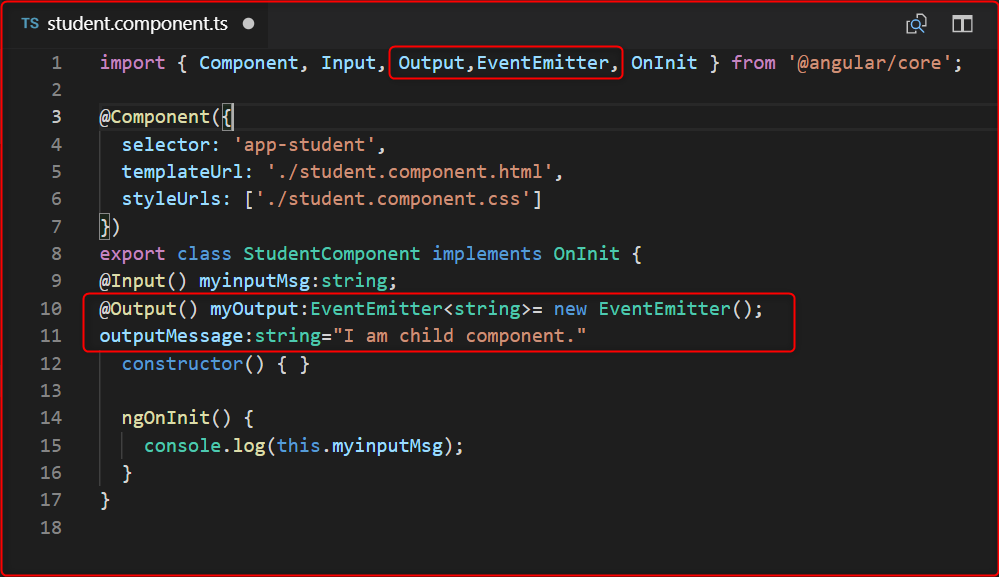 TS student.component.ts ●
1 import { Component, Input, Output,EventEmitter, OnInit } from '@angular/core';
2
3 @Component({
4   selector: 'app-student',
5   templateUrl: './student.component.html',
6   styleUrls: ['./student.component.css']
7 })
8 export class StudentComponent implements OnInit {
9 @Input() myinputMsg:string;
10 @Output() myOutput:EventEmitter<string>= new EventEmitter();
11 outputMessage:string="I am child component."
12   constructor() { }
13
14   ngOnInit() {
15     console.log(this.myinputMsg);
16   }
17 }
18